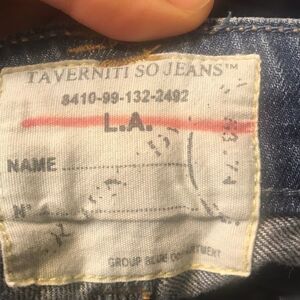 TAVERNITI SO JEANS™
8410-99-132-2492
L.A.
NAME
N°
GROUP BLUE DEPARTMENT